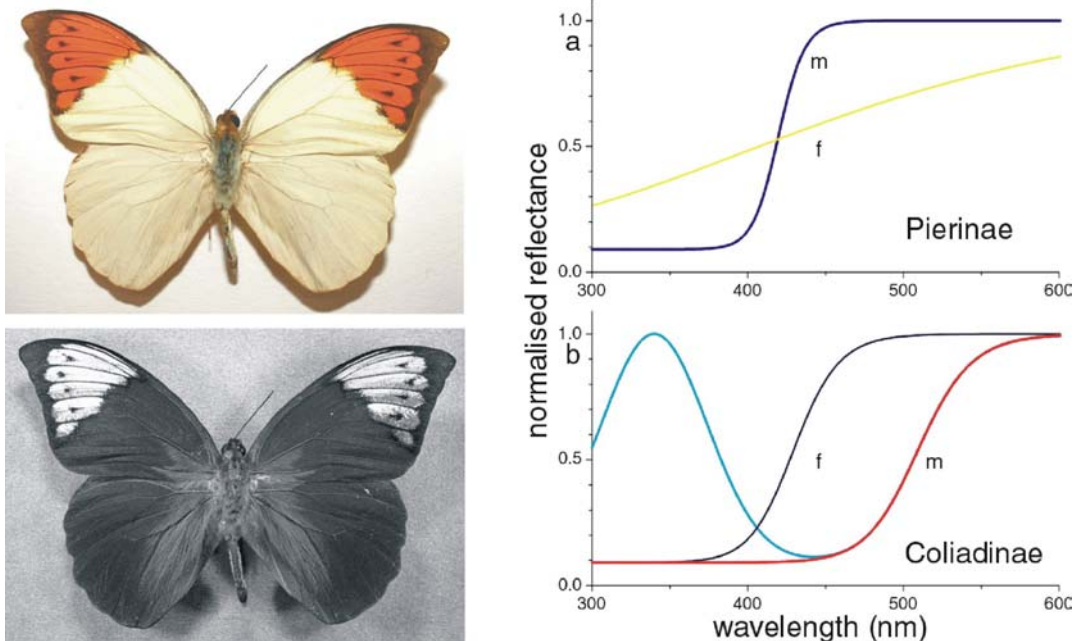 1.0
a
m
0.5
f
Pierinae
0.0
300
400
500
600
normalised reflectance
1.0
b
0.5
f
m
Coliadinae
0.0
300
400
500
600
wavelength (nm)